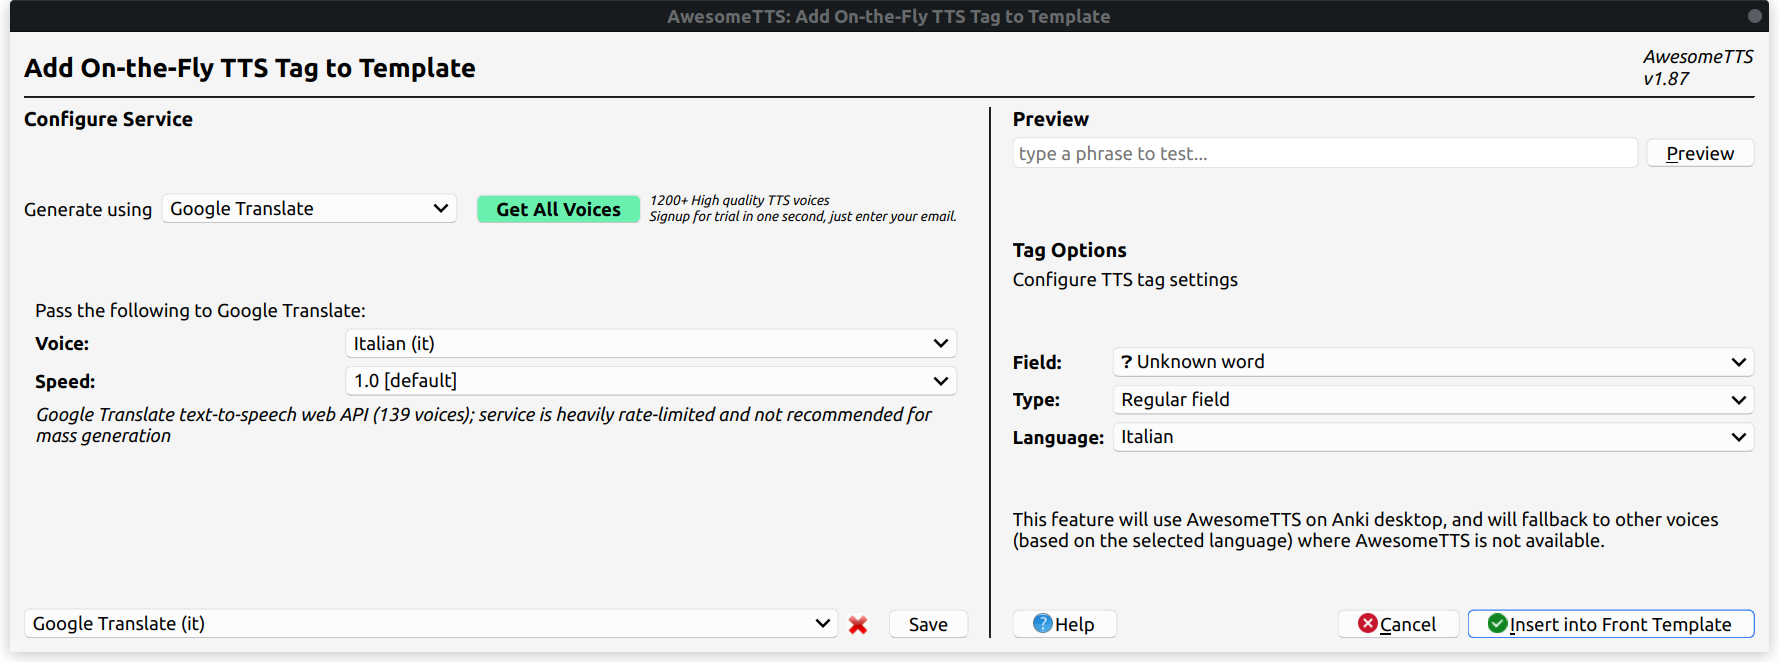 AwesomeTTS: Add On-the-Fly TTS Tag to Template
Add On-the-Fly TTS Tag to Template
AwesomeTTS
v1.87
Configure Service
Generate using
Google Translate
Get All Voices
1200+ High quality TTS voices
Signup for trial in one second, just enter your email.
Pass the following to Google Translate:
Voice:
Italian (it)
Speed:
1.0 [default]
Google Translate text-to-speech web API (139 voices); service is heavily rate-limited and not recommended for
mass generation
Google Translate (it)
Save
Preview
type a phrase to test...
Preview
Tag Options
Configure TTS tag settings
Field:
? Unknown word
Type:
Regular field
Language:
Italian
This feature will use AwesomeTTS on Anki desktop, and will fallback to other voices
(based on the selected language) where AwesomeTTS is not available.
Help
Cancel
Insert into Front Template